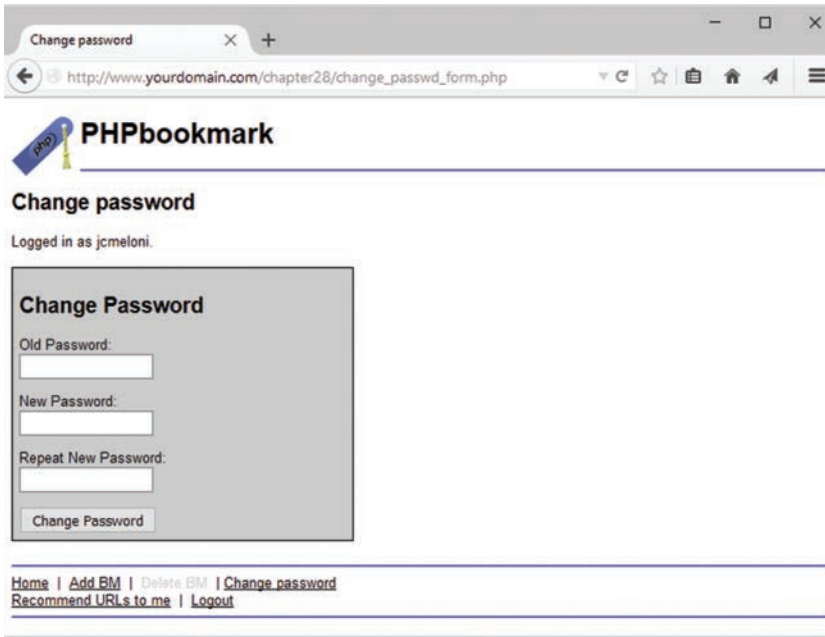 Change password
http://www.yourdomain.com/chapter28/change_passwd_form.php
php
PHPbookmark
Change password
Logged in as jcmeloni.
Change Password
Old Password:
New Password:
Repeat New Password:
Change Password
Home | Add BM | Delete BM | Change password
Recommend URLs to me | Logout